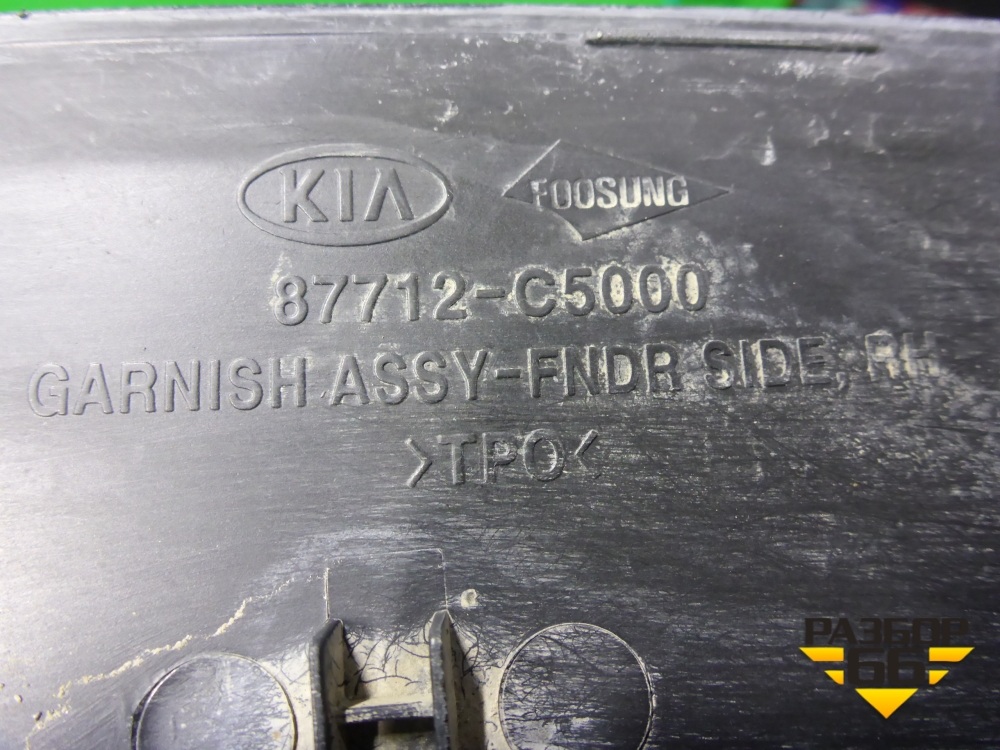 KIA FOOSUNG
87712-C5000
GARNISH ASSY-FNDR SIDE, RH
>TPO<
РАЗБОР
66